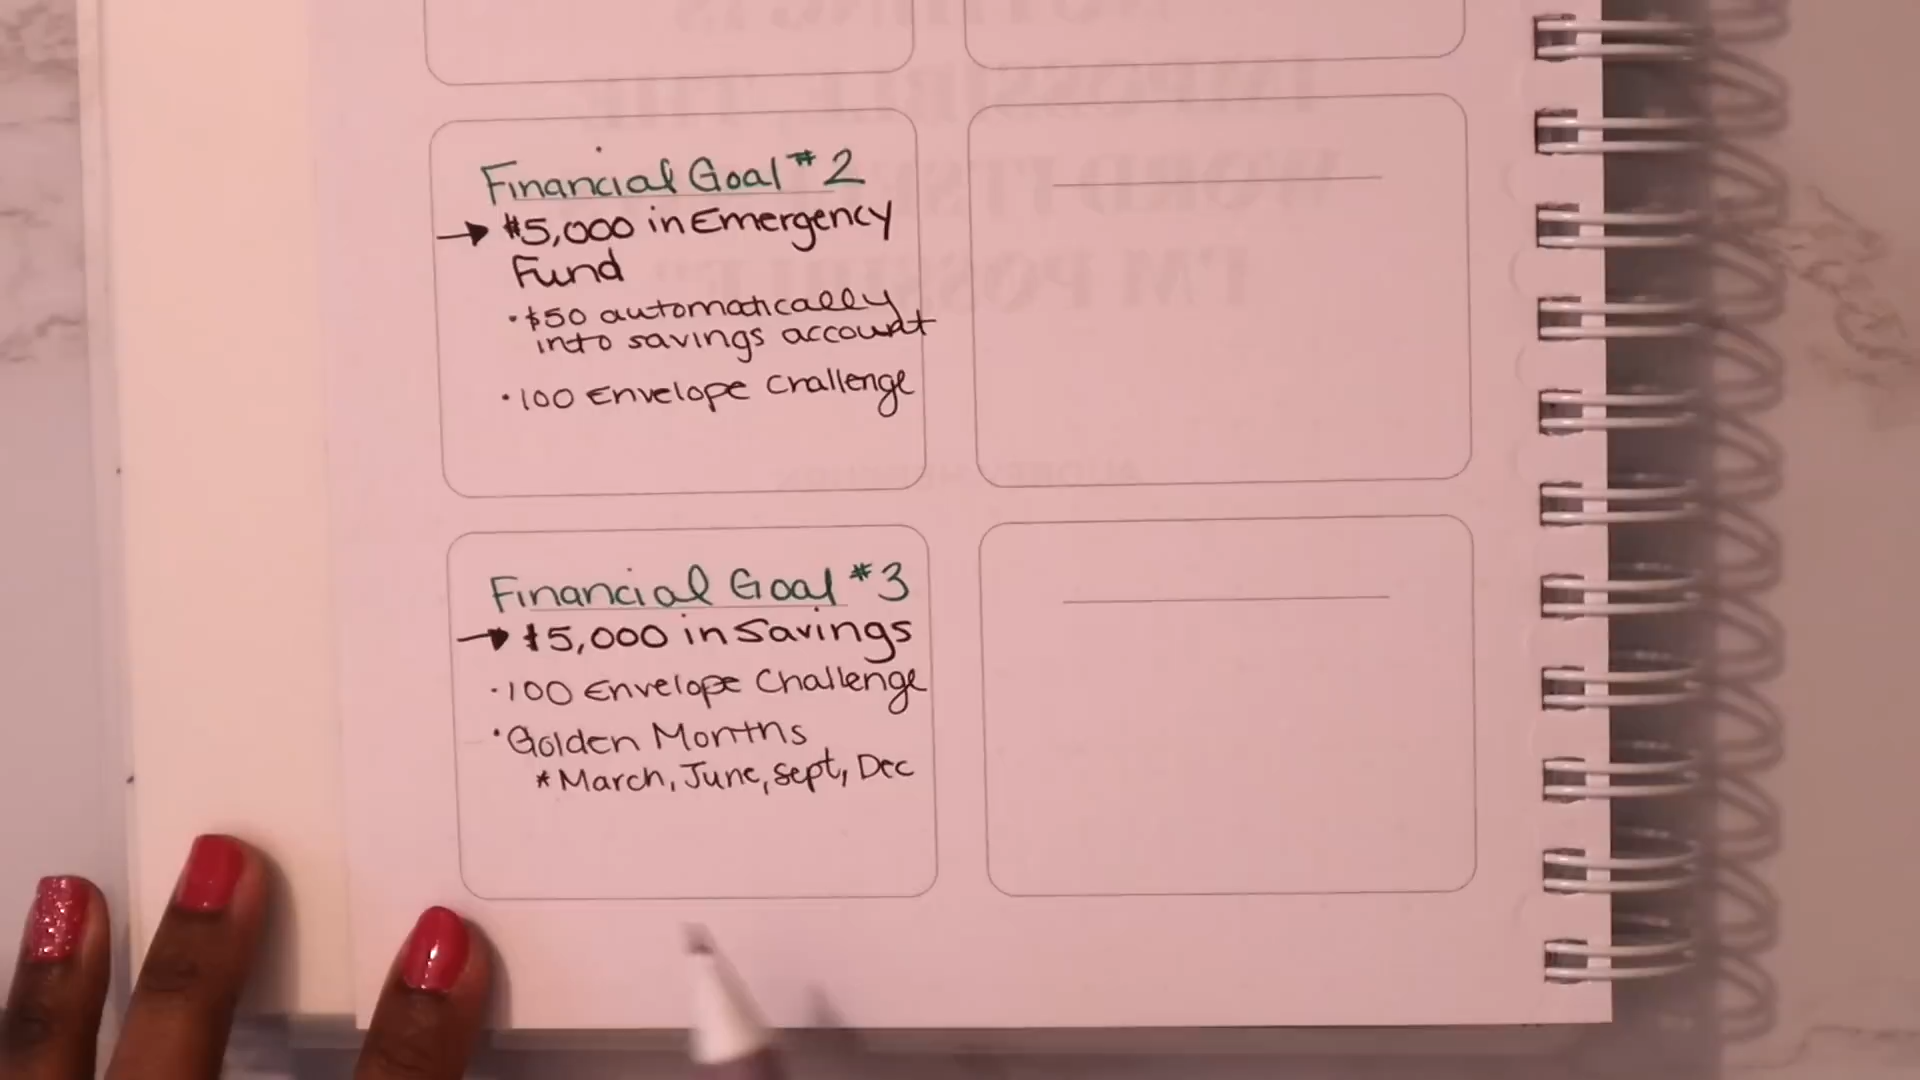 Financial Goal #2
→ $5,000 in Emergency
Fund
• $50 automatically
into savings account
• 100 Envelope Challenge
Financial Goal #3
→ $5,000 in Savings
• 100 Envelope Challenge
• Golden Months
* March, June, Sept, Dec